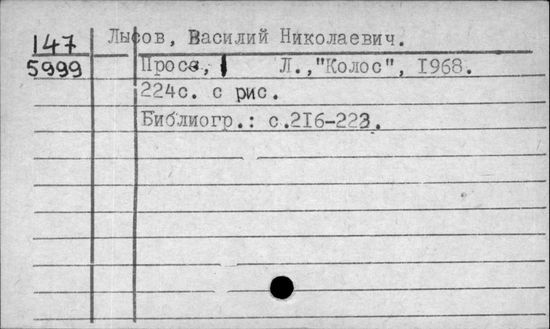 147
5999
Лысов, Василий Николаевич.
Просо, Л.,"Колос", 1968.
224с. с рис.
Библиогр.: с.216-223.